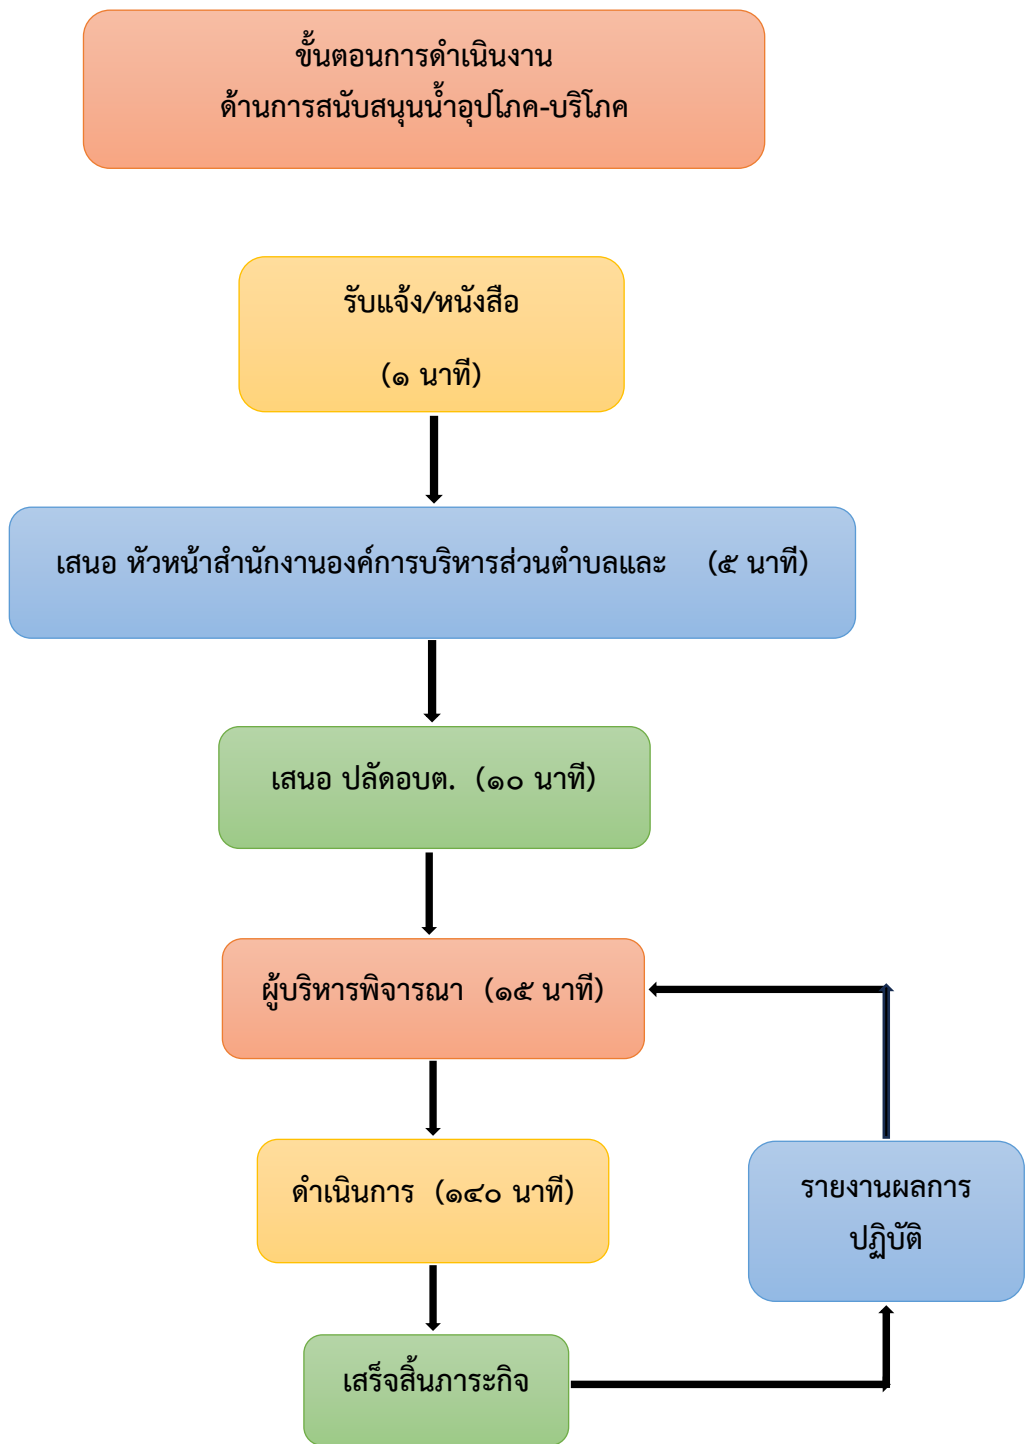 ขั้นตอนการดำเนินงาน
ด้านการสนับสนุนน้ำอุปโภค-บริโภค
รับแจ้ง/หนังสือ
(๑ นาที)
เสนอ หัวหน้าสำนักงานองค์การบริหารส่วนตำบลและ (๕ นาที)
เสนอ ปลัดอบต. (๑๐ นาที)
ผู้บริหารพิจารณา (๑๕ นาที)
ดำเนินการ (๑๔๐ นาที)
เสร็จสิ้นภาระกิจ
รายงานผลการ
ปฏิบัติ